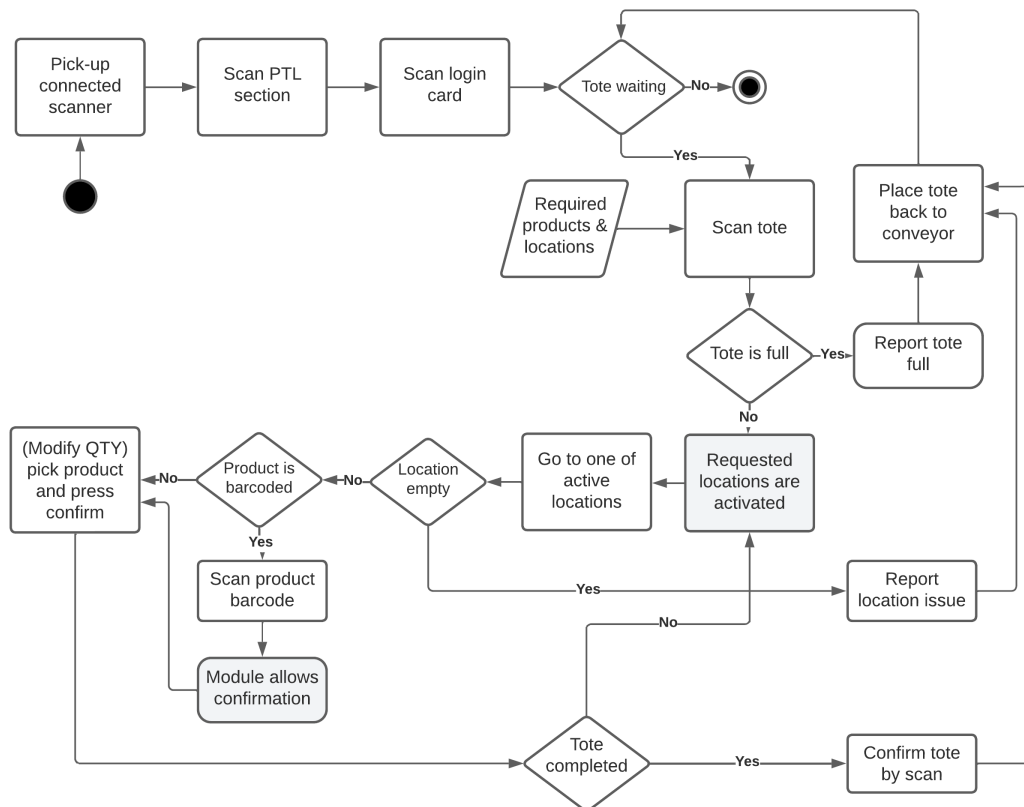 Pick-up
connected
scanner
Scan PTL
section
Scan login
card
Tote waiting
No
Yes
Required
products &
locations
Scan tote
Place tote
back to
conveyor
Tote is full
Yes
Report tote
full
No
(Modify QTY)
pick product
and press
confirm
No
Product is
barcoded
No
Location
empty
Go to one of
active
locations
Requested
locations are
activated
Yes
Scan product
barcode
Yes
Report
location issue
No
Module allows
confirmation
Tote
completed
Yes
Confirm tote
by scan